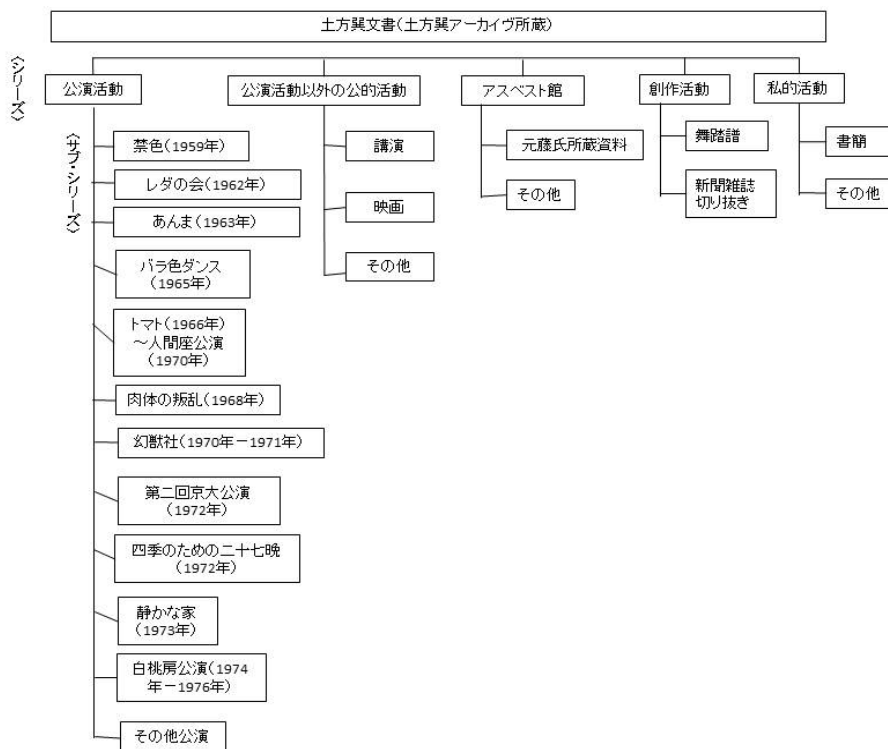 土方巽文書(土方巽アーカイヴ所蔵)
〈シリーズ〉
公演活動
公演活動以外の公的活動
アスベスト館
創作活動
私的活動
〈サブ・シリーズ〉
禁色(1959年)
レダの会(1962年)
あんま(1963年)
バラ色ダンス
(1965年)
トマト(1966年)
～人間座公演
(1970年)
肉体の叛乱(1968年)
幻獣社(1970年－1971年)
第二回京大公演
(1972年)
四季のための二十七晩
(1972年)
静かな家
(1973年)
白桃房公演(1974
年－1976年)
その他公演
講演
映画
その他
元藤氏所蔵資料
その他
舞踏譜
新聞雑誌
切り抜き
書簡
その他